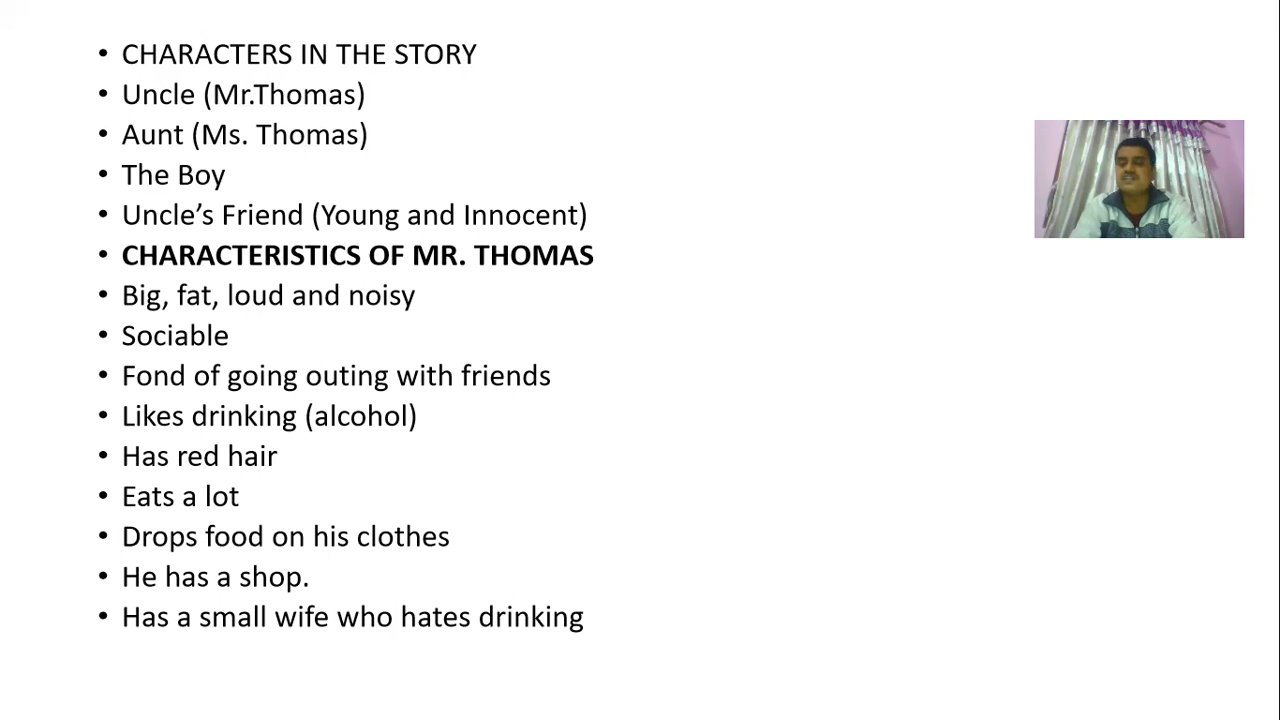 • CHARACTERS IN THE STORY
• Uncle (Mr.Thomas)
• Aunt (Ms. Thomas)
• The Boy
• Uncle’s Friend (Young and Innocent)
• CHARACTERISTICS OF MR. THOMAS
• Big, fat, loud and noisy
• Sociable
• Fond of going outing with friends
• Likes drinking (alcohol)
• Has red hair
• Eats a lot
• Drops food on his clothes
• He has a shop.
• Has a small wife who hates drinking